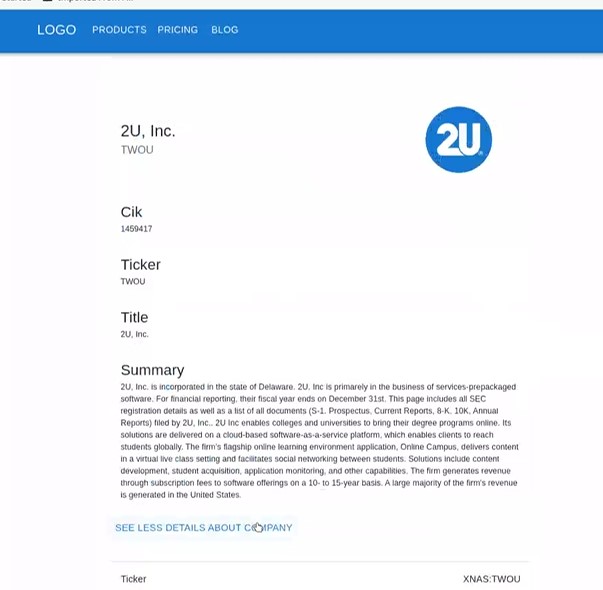 LOGO PRODUCTS PRICING BLOG
2U, Inc.
TWOU
2U
Cik
1459417
Ticker
TWOU
Title
2U, Inc.
Summary
2U, Inc. is incorporated in the state of Delaware. 2U, Inc is primarely in the business of services-prepackaged
software. For financial reporting, their fiscal year ends on December 31st. This page includes all SEC
registration details as well as a list of all documents (S-1, Prospectus, Current Reports, 8-K, 10K, Annual
Reports) filed by 2U, Inc.. 2U Inc enables colleges and universities to bring their degree programs online. Its
solutions are delivered on a cloud-based software-as-a-service platform, which enables clients to reach
students globally. The firm's flagship online learning environment application, Online Campus, delivers content
in a virtual live class setting and facilitates social networking between students. Solutions include content
development, student acquisition, application monitoring, and other capabilities. The firm generates revenue
through subscription fees to software offerings on a 10- to 15-year basis. A large majority of the firm's revenue
is generated in the United States.
SEE LESS DETAILS ABOUT COMPANY
Ticker XNAS:TWOU